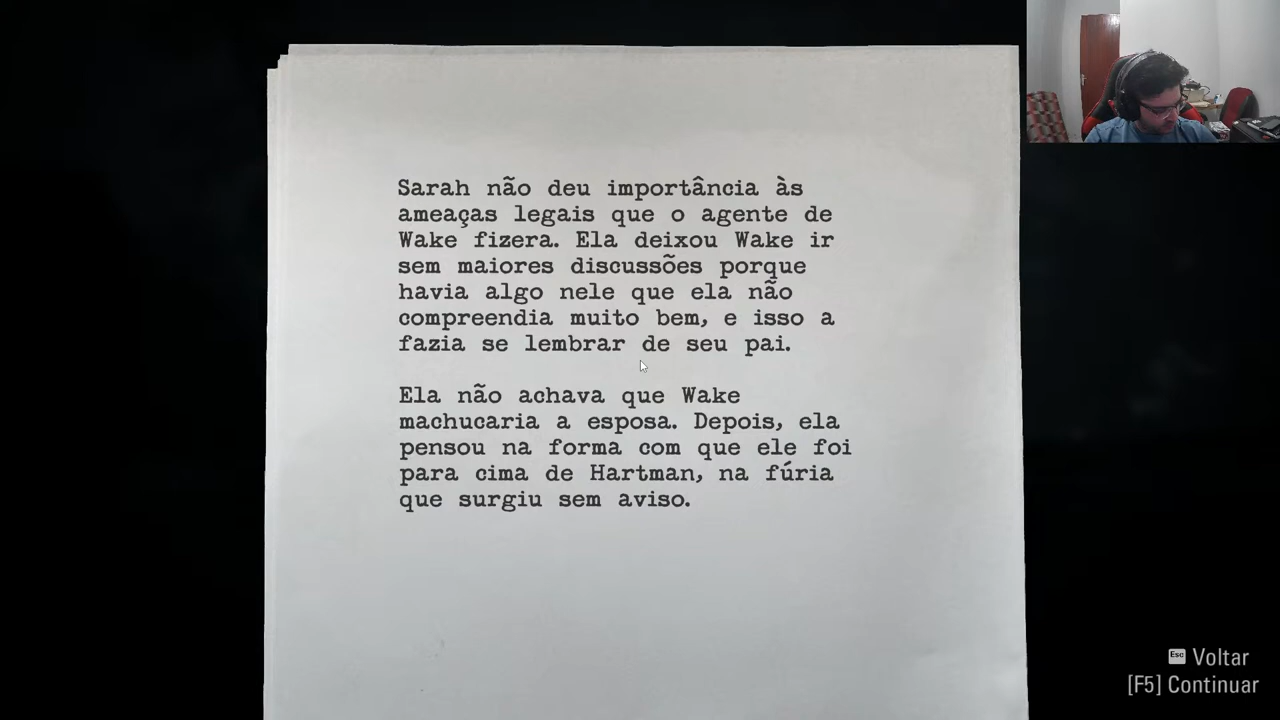 Sarah não deu importância às
ameaças legais que o agente de
Wake fizera. Ela deixou Wake ir
sem maiores discussões porque
havia algo nele que ela não
compreendia muito bem, e isso a
fazia se lembrar de seu pai.
Ela não achava que Wake
machucaria a esposa. Depois, ela
pensou na forma com que ele foi
para cima de Hartman, na fúria
que surgiu sem aviso.
Esc Voltar
[F5] Continuar